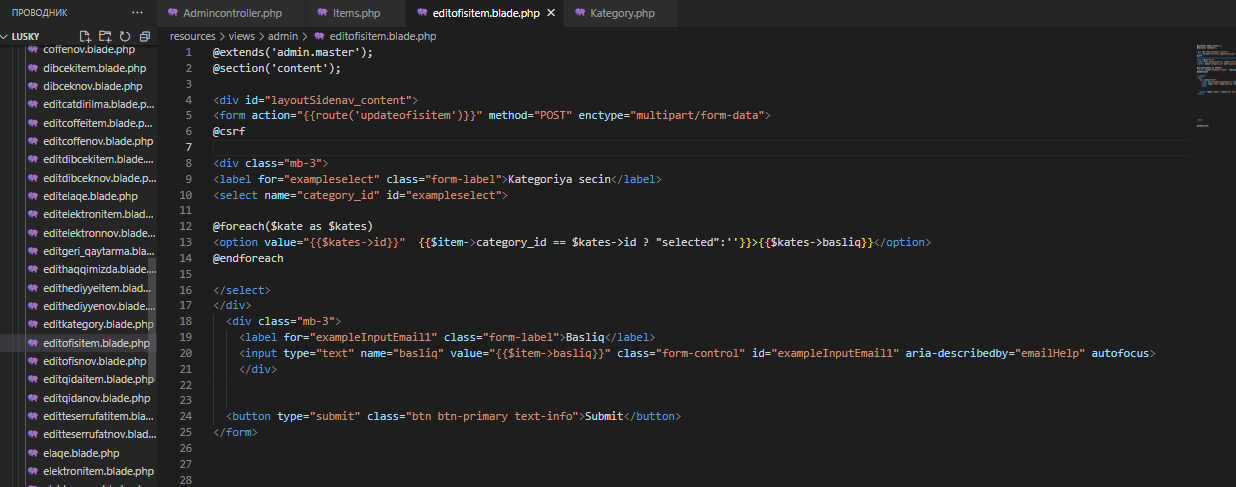 ПРОВОДНИК
Admincontroller.php
Items.php
editofisitem.blade.php
Kategory.php
LUSKY
resources > views > admin > editofisitem.blade.php
coffenov.blade.php
dibcekitem.blade.php
dibceknov.blade.php
editcatdirilma.blade.p...
editcoffeitem.blade.p...
editcoffenov.blade.php
editdibcekitem.blade....
editdibceknov.blade.p...
editelaqe.blade.php
editelektronitem.blad...
editelektronnov.blade...
editgeri_qaytarma.bla...
edithaqqimizda.blade....
edithediyyeitem.blad...
edithediyyenov.blade....
editkategory.blade.php
editofisitem.blade.php
editofisnov.blade.php
editqidaitem.blade.php
editqidanov.blade.php
editteserrufatitem.bla...
editteserrufatnov.blad...
elaqe.blade.php
elektronitem.blade.php
1 @extends('admin.master');
2 @section('content');
3
4 <div id="layoutSidenav_content">
5 <form action="{{route('updateofisitem')}}" method="POST" enctype="multipart/form-data">
6 @csrf
7
8 <div class="mb-3">
9 <label for="exampleselect" class="form-label">Kategoriya secin</label>
10 <select name="category_id" id="exampleselect">
11
12 @foreach($kate as $kates)
13 <option value="{{$kates->id}}"  {{$item->category_id == $kates->id ? "selected":''}}>{{$kates->basliq}}</option>
14 @endforeach
15
16 </select>
17 </div>
18 <div class="mb-3">
19 <label for="exampleInputEmail1" class="form-label">Basliq</label>
20 <input type="text" name="basliq" value="{{$item->basliq}}" class="form-control" id="exampleInputEmail1" aria-describedby="emailHelp" autofocus>
21 </div>
22
23
24 <button type="submit" class="btn btn-primary text-info">Submit</button>
25 </form>
26
27
28